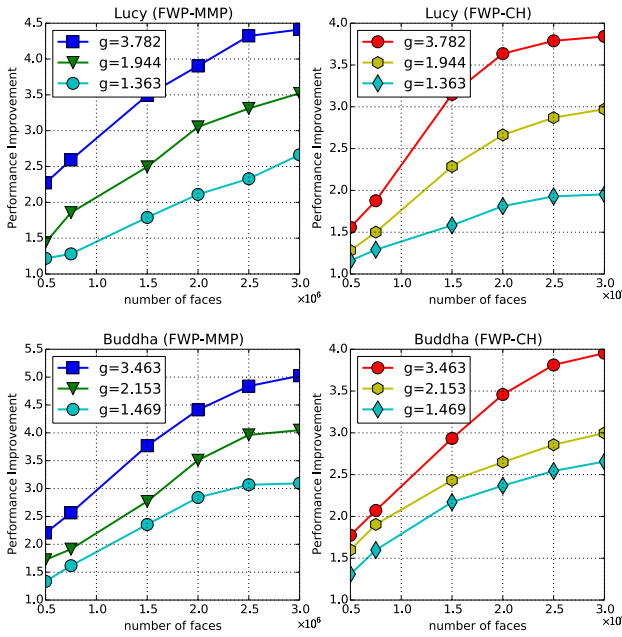 Lucy (FWP-MMP)
4.5
4.0
3.5
3.0
2.5
2.0
1.5
1.0
Performance Improvement
g=3.782
g=1.944
g=1.363
0.5 1.0 1.5 2.0 2.5 3.0
number of faces
×10⁶
Lucy (FWP-CH)
4.0
3.5
3.0
2.5
2.0
1.5
1.0
Performance Improvement
g=3.782
g=1.944
g=1.363
0.5 1.0 1.5 2.0 2.5 3.0
number of faces
×10
Buddha (FWP-MMP)
5.5
5.0
4.5
4.0
3.5
3.0
2.5
2.0
1.5
1.0
Performance Improvement
g=3.463
g=2.153
g=1.469
0.5 1.0 1.5 2.0 2.5 3.0
number of faces
×10⁶
Buddha (FWP-CH)
4.0
3.5
3.0
2.5
2.0
1.5
1.0
Performance Improvement
g=3.463
g=2.153
g=1.469
0.5 1.0 1.5 2.0 2.5 3.0
number of faces
×10